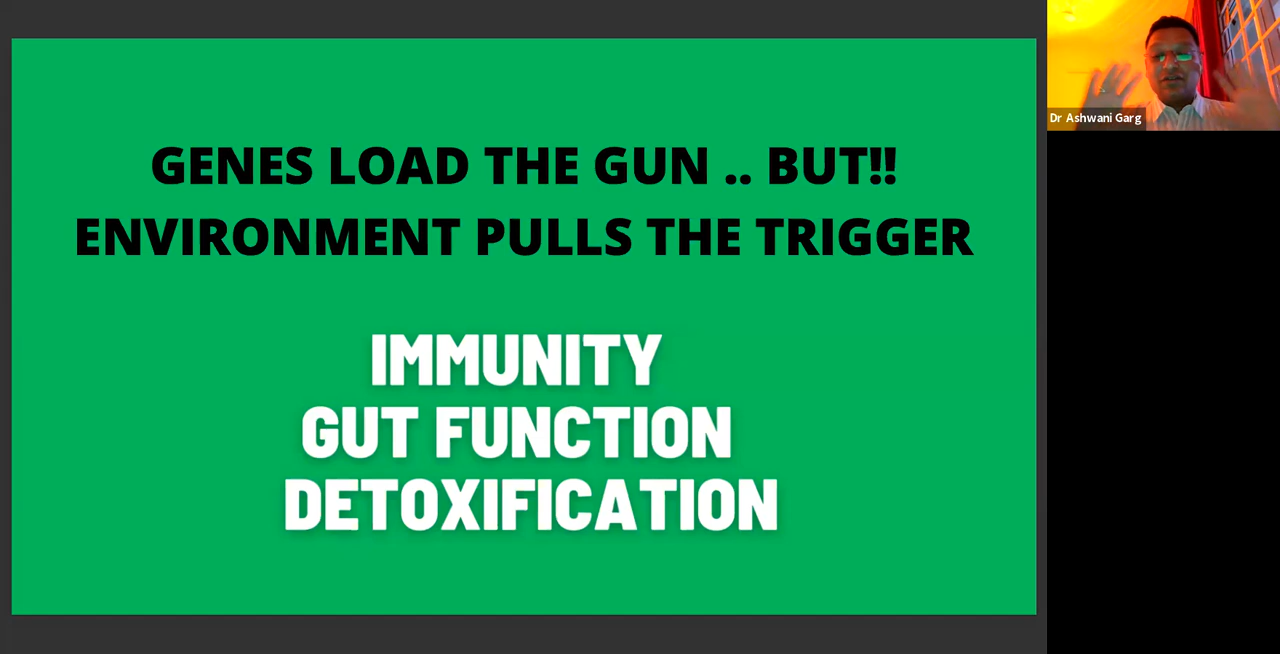 GENES LOAD THE GUN .. BUT!!
ENVIRONMENT PULLS THE TRIGGER
IMMUNITY
GUT FUNCTION
DETOXIFICATION
Dr Ashwani Garg